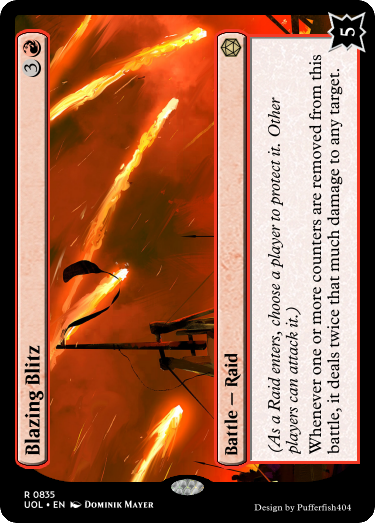 Blazing Blitz
3
Battle – Raid
5
(As a Raid enters, choose a player to protect it. Other
players can attack it.)
Whenever one or more counters are removed from this
battle, it deals twice that much damage to any target.
R 0835
UOL • EN Dominik Mayer
Design by Pufferfish404